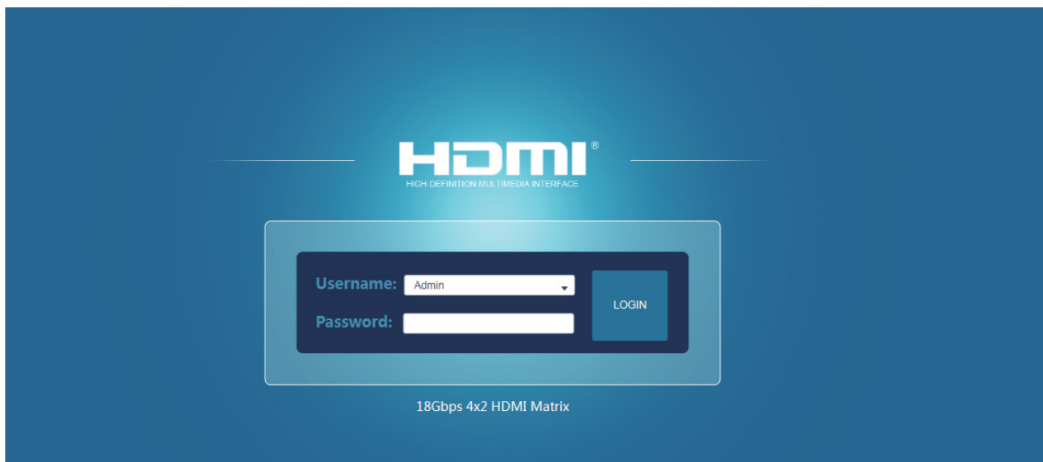 HDMI®
HIGH-DEFINITION MULTIMEDIA INTERFACE
Username: Admin
LOGIN
Password:
18Gbps 4x2 HDMI Matrix